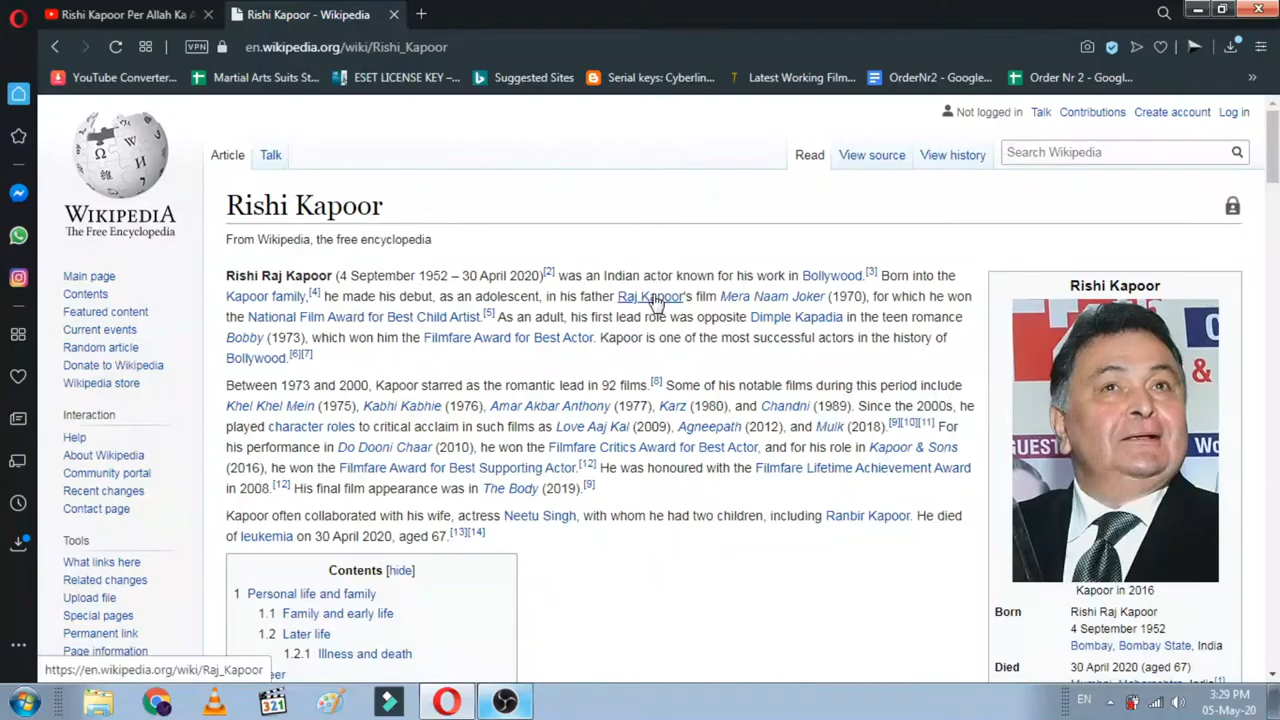 Rishi Kapoor Per Allah Ka A
Rishi Kapoor - Wikipedia
VPN
en.wikipedia.org/wiki/Rishi_Kapoor
YouTube Converter...
Martial Arts Suits St...
ESET LICENSE KEY –...
Suggested Sites
Serial keys: Cyberlin...
Latest Working Film...
OrderNr2 - Google...
Order Nr 2 - Googl...
»
Not logged in Talk Contributions Create account Log in
Article Talk
Read View source View history
Search Wikipedia
WIKIPEDIA
The Free Encyclopedia
Main page
Contents
Featured content
Current events
Random article
Donate to Wikipedia
Wikipedia store
Interaction
Help
About Wikipedia
Community portal
Recent changes
Contact page
Tools
What links here
Related changes
Upload file
Special pages
Permanent link
Page information
Rishi Kapoor
From Wikipedia, the free encyclopedia
Rishi Raj Kapoor (4 September 1952 – 30 April 2020)[2] was an Indian actor known for his work in Bollywood.[3] Born into the
Kapoor family,[4] he made his debut, as an adolescent, in his father Raj Kapoor's film Mera Naam Joker (1970), for which he won
the National Film Award for Best Child Artist.[5] As an adult, his first lead role was opposite Dimple Kapadia in the teen romance
Bobby (1973), which won him the Filmfare Award for Best Actor. Kapoor is one of the most successful actors in the history of
Bollywood.[6][7]
Between 1973 and 2000, Kapoor starred as the romantic lead in 92 films.[8] Some of his notable films during this period include
Khel Khel Mein (1975), Kabhi Kabhie (1976), Amar Akbar Anthony (1977), Karz (1980), and Chandni (1989). Since the 2000s, he
played character roles to critical acclaim in such films as Love Aaj Kal (2009), Agneepath (2012), and Mulk (2018).[9][10][11] For
his performance in Do Dooni Chaar (2010), he won the Filmfare Critics Award for Best Actor, and for his role in Kapoor & Sons
(2016), he won the Filmfare Award for Best Supporting Actor.[12] He was honoured with the Filmfare Lifetime Achievement Award
in 2008.[12] His final film appearance was in The Body (2019).[9]
Kapoor often collaborated with his wife, actress Neetu Singh, with whom he had two children, including Ranbir Kapoor. He died
of leukemia on 30 April 2020, aged 67.[13][14]
Contents [hide]
1 Personal life and family
1.1 Family and early life
1.2 Later life
1.2.1 Illness and death
Rishi Kapoor
Kapoor in 2016
Born Rishi Raj Kapoor
4 September 1952
Bombay, Bombay State, India
Died 30 April 2020 (aged 67)
https://en.wikipedia.org/wiki/Raj_Kapoor
321
EN
3:29 PM
05-May-20